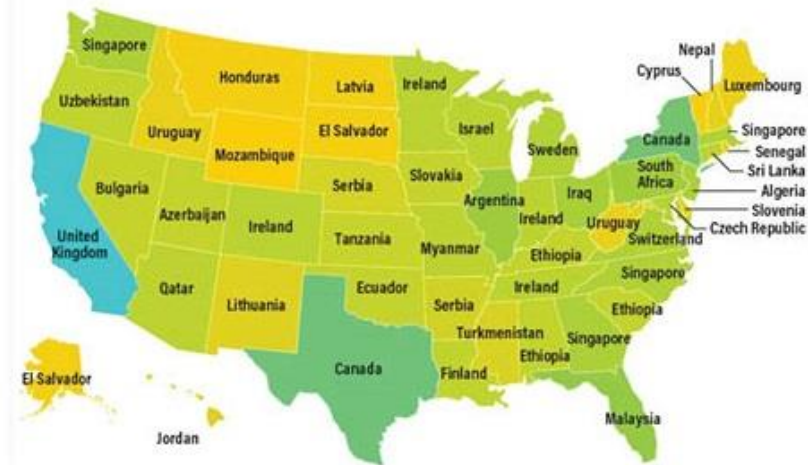 Singapore
Nepal
Cyprus
Luxembourg
Honduras
Latvia
Ireland
Uzbekistan
Uruguay
El Salvador
Israel
Singapore
Canada
Senegal
Mozambique
Sweden
Sri Lanka
Slovakia
South
Africa
Bulgaria
Serbia
Algeria
Argentina
Iraq
Slovenia
Azerbaijan
Ireland
Ireland
Uruguay
Czech Republic
United
Kingdom
Tanzania
Myanmar
Switzerland
Ethiopia
Singapore
Qatar
Lithuania
Ecuador
Ireland
Serbia
Ethiopia
Turkmenistan
Singapore
Ethiopia
Canada
Finland
El Salvador
Malaysia
Jordan